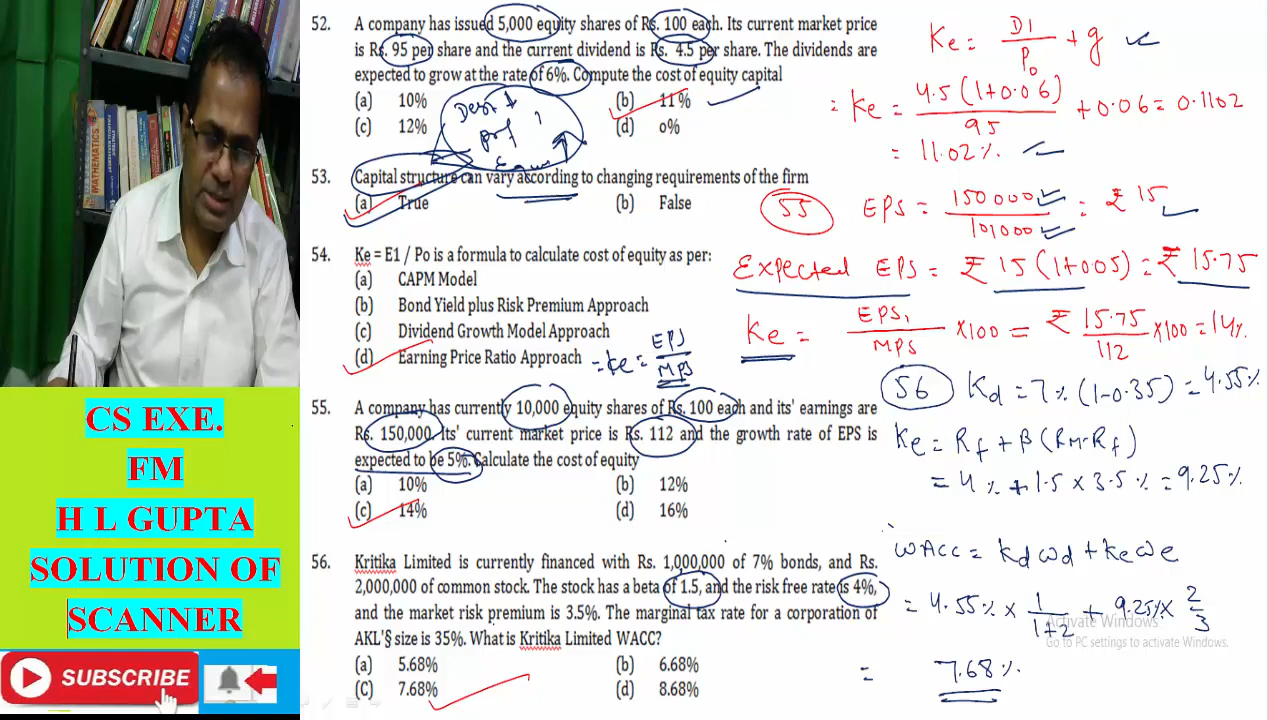 52. A company has issued 5,000 equity shares of Rs. 100 each. Its current market price
is Rs. 95 per share and the current dividend is Rs. 4.5 per share. The dividends are
expected to grow at the rate of 6%. Compute the cost of equity capital
(a) 10% (b) 11%
(c) 12% (d) 0%
Debt
Pref
53. Capital structure can vary according to changing requirements of the firm
(a) True (b) False
54. Ke = E1 / Po is a formula to calculate cost of equity as per:
(a) CAPM Model
(b) Bond Yield plus Risk Premium Approach
(c) Dividend Growth Model Approach
(d) Earning Price Ratio Approach = Ke = EPS / MPS
55. A company has currently 10,000 equity shares of Rs. 100 each and its' earnings are
Rs. 150,000. Its' current market price is Rs. 112 and the growth rate of EPS is
expected to be 5%. Calculate the cost of equity
(a) 10% (b) 12%
(c) 14% (d) 16%
56. Kritika Limited is currently financed with Rs. 1,000,000 of 7% bonds, and Rs.
2,000,000 of common stock. The stock has a beta of 1.5, and the risk free rate is 4%,
and the market risk premium is 3.5%. The marginal tax rate for a corporation of
AKL'S size is 35%. What is Kritika Limited WACC?
(a) 5.68% (b) 6.68%
(C) 7.68% (d) 8.68%
Ke = D1 / P0 + g
= Ke = 4.5 (1+0.06) / 95 + 0.06 = 0.1102
= 11.02%
55 EPS = 150000 / 101000 = ₹ 15
Expected EPS = ₹ 15 (1+005) = ₹ 15.75
Ke = EPS1 / MPS × 100 = ₹ 15.75 / 112 × 100 = 14%
56 Kd = 7% (1-0.35) = 4.55%
Ke = Rf + β (RM-Rf)
= 4% + 1.5 × 3.5% = 9.25%
WACC = Kdwd + Kewe
= 4.55% × 1 / 1+2 + 9.25% × 2 / 3
= 7.68%
Activate Windows
Go to PC settings to activate Windows.
CS EXE.
FM
H L GUPTA
SOLUTION OF
SCANNER
SUBSCRIBE
MATHEMATICS